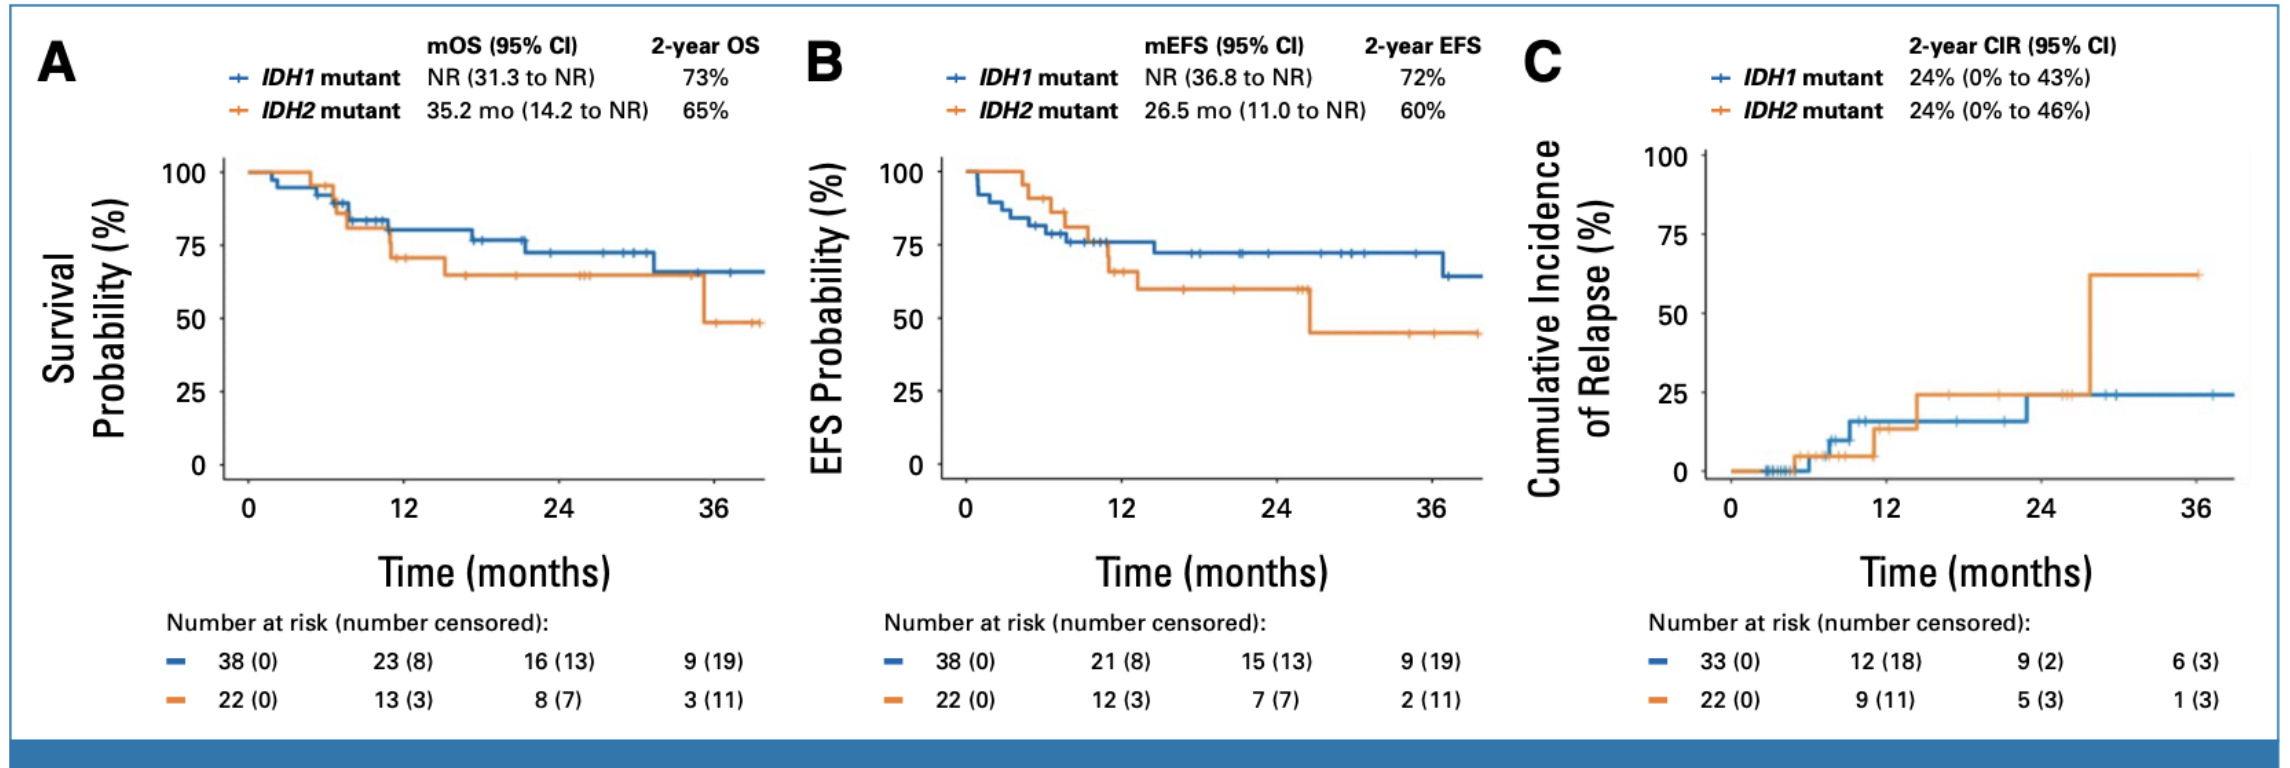 A
mOS (95% CI) 2-year OS
IDH1 mutant NR (31.3 to NR) 73%
IDH2 mutant 35.2 mo (14.2 to NR) 65%
Survival
Probability (%)
100
75
50
25
0
0 12 24 36
Time (months)
Number at risk (number censored):
38 (0) 23 (8) 16 (13) 9 (19)
22 (0) 13 (3) 8 (7) 3 (11)
B
mEFS (95% CI) 2-year EFS
IDH1 mutant NR (36.8 to NR) 72%
IDH2 mutant 26.5 mo (11.0 to NR) 60%
EFS Probability (%)
100
75
50
25
0
0 12 24 36
Time (months)
Number at risk (number censored):
38 (0) 21 (8) 15 (13) 9 (19)
22 (0) 12 (3) 7 (7) 2 (11)
C
2-year CIR (95% CI)
IDH1 mutant 24% (0% to 43%)
IDH2 mutant 24% (0% to 46%)
Cumulative Incidence
of Relapse (%)
100
75
50
25
0
0 12 24 36
Time (months)
Number at risk (number censored):
33 (0) 12 (18) 9 (2) 6 (3)
22 (0) 9 (11) 5 (3) 1 (3)